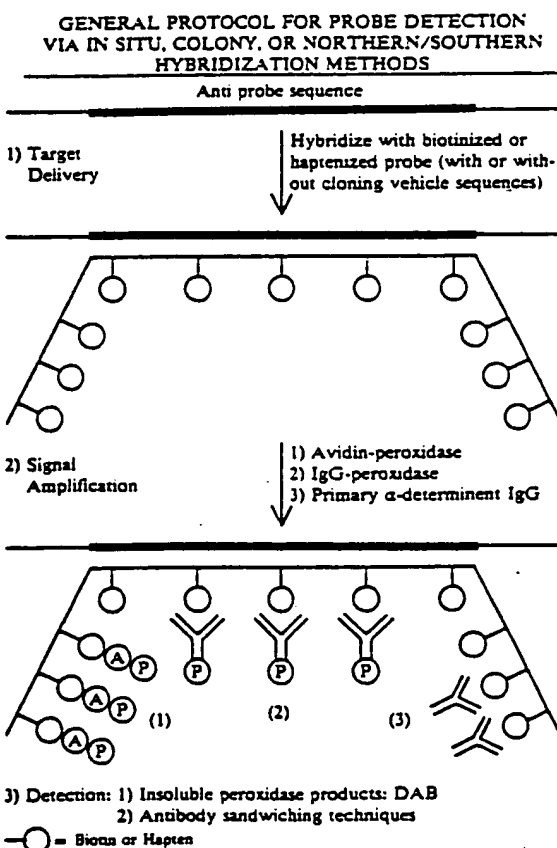 GENERAL PROTOCOL FOR PROBE DETECTION
VIA IN SITU, COLONY, OR NORTHERN/SOUTHERN
HYBRIDIZATION METHODS
Anti probe sequence
1) Target
Delivery
Hybridize with biotinized or
haptenized probe (with or with-
out cloning vehicle sequences)
2) Signal
Amplification
1) Avidin-peroxidase
2) IgG-peroxidase
3) Primary α-determinent IgG
A P
A P
A P
P
P
P
(1)
(2)
(3)
3) Detection: 1) Insoluble peroxidase products: DAB
2) Antibody sandwiching techniques
= Biotin or Hapten